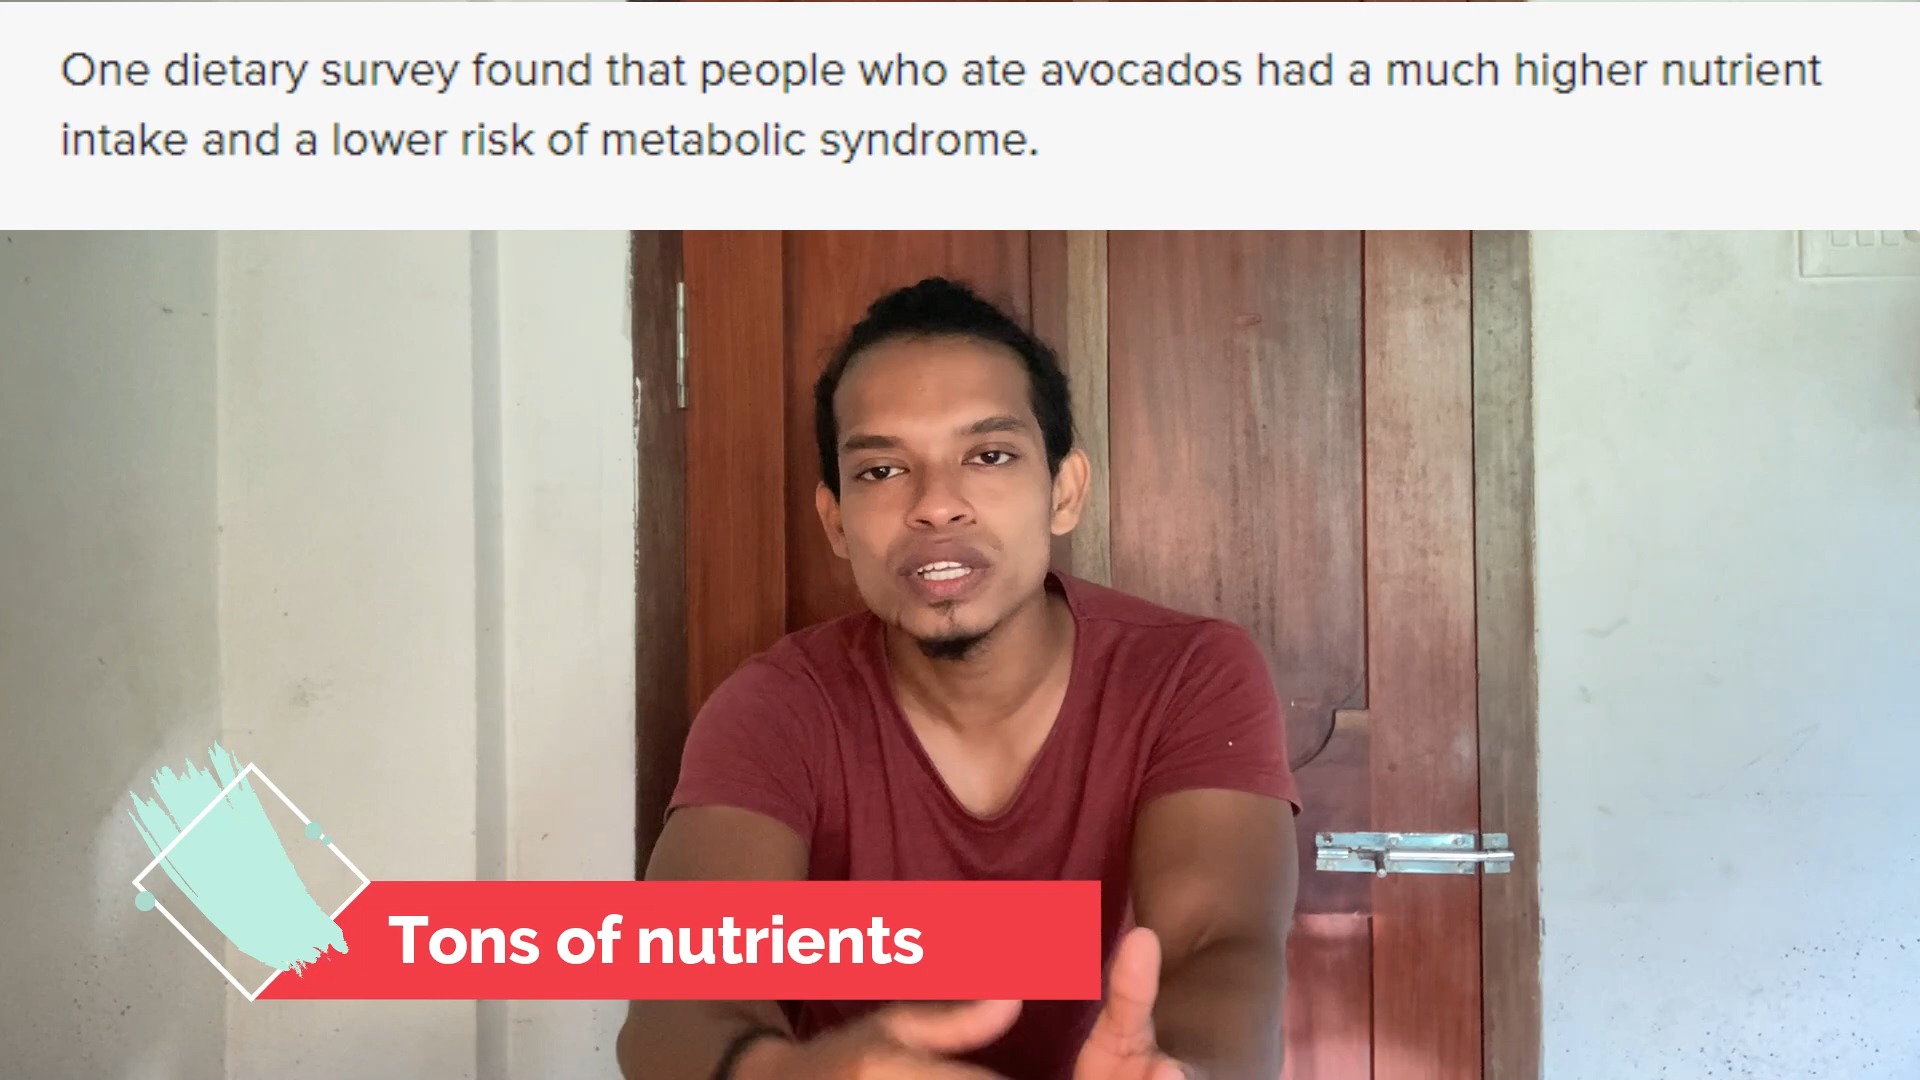 One dietary survey found that people who ate avocados had a much higher nutrient
intake and a lower risk of metabolic syndrome.
Tons of nutrients